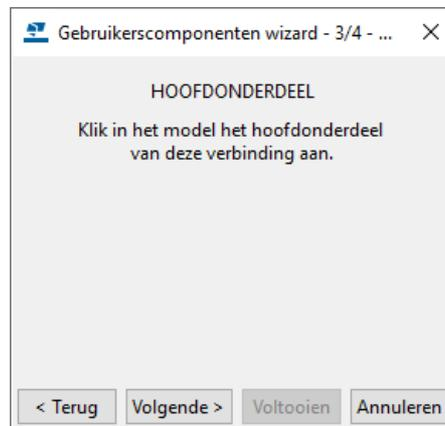 Gebruikerscomponenten wizard - 3/4 - ...
HOOFDONDERDEEL
Klik in het model het hoofdonderdeel
van deze verbinding aan.
< Terug Volgende > Voltooien Annuleren